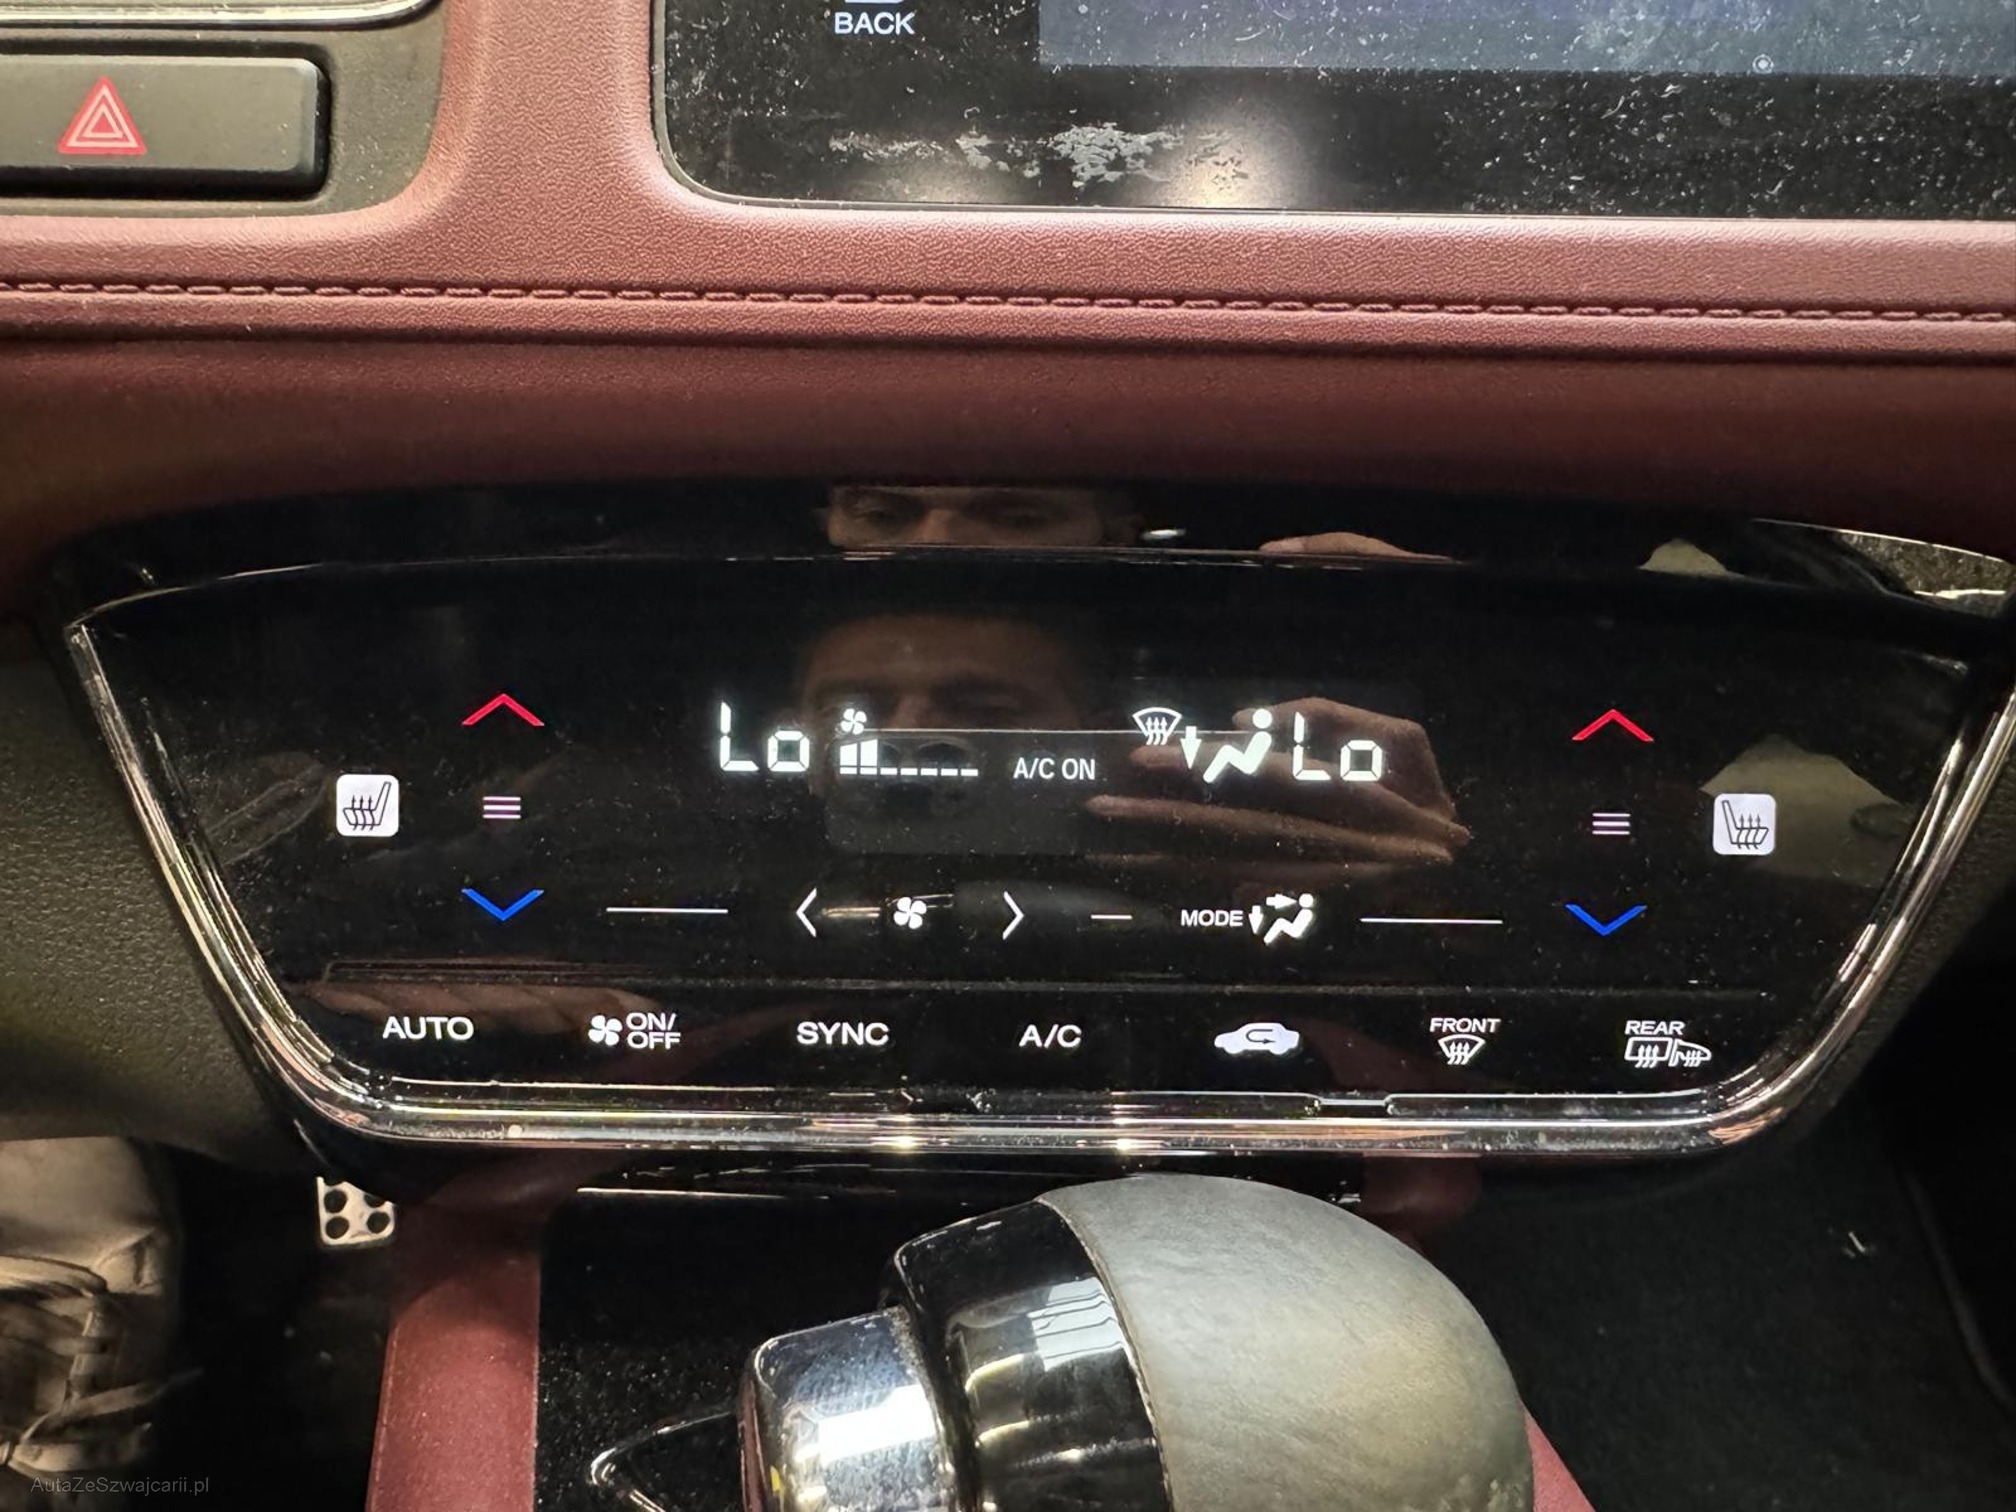 BACK
Lo
A/C ON
Lo
MODE
AUTO
ON/
OFF
SYNC
A/C
FRONT
REAR
AutaZeSzwajcarii.pl